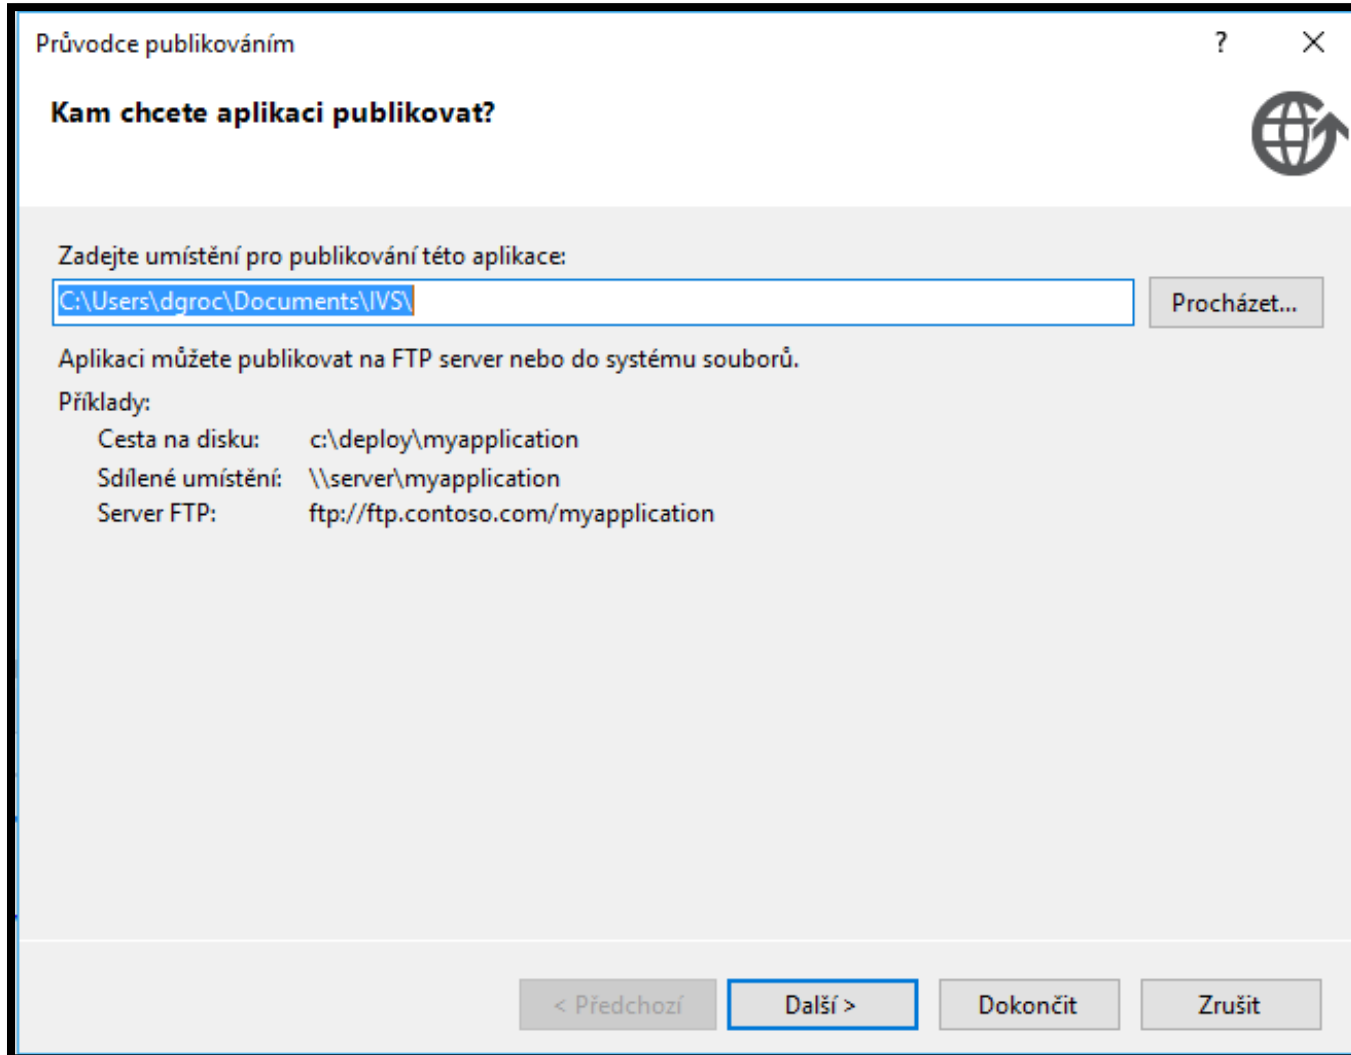 Průvodce publikováním
?
Kam chcete aplikaci publikovat?
Zadejte umístění pro publikování této aplikace:
C:\Users\dgroc\Documents\IVS\
Procházet...
Aplikaci můžete publikovat na FTP server nebo do systému souborů.
Příklady:
Cesta na disku: c:\deploy\myapplication
Sdílené umístění: \\server\myapplication
Server FTP: ftp://ftp.contoso.com/myapplication
< Předchozí Další > Dokončit Zrušit